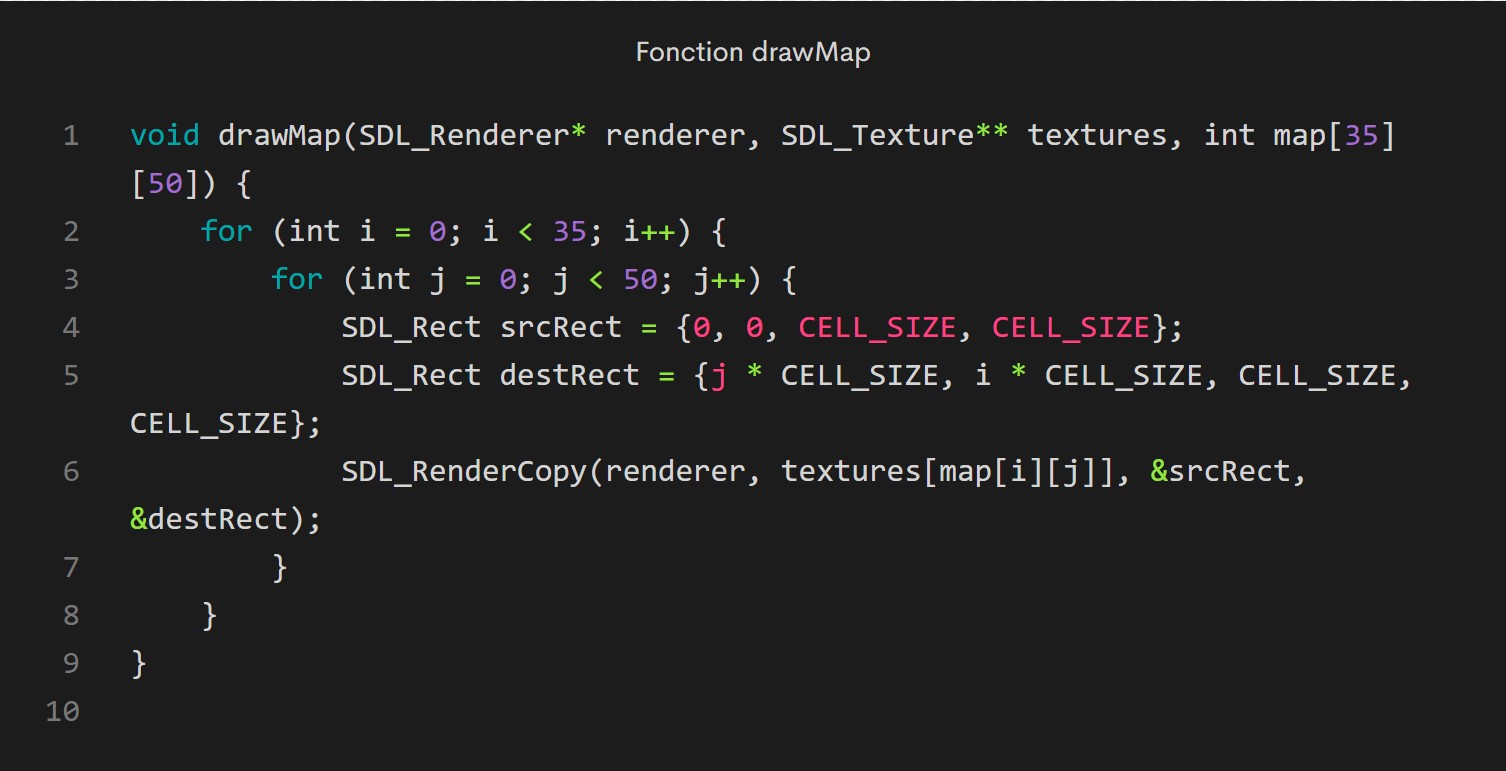 Fonction drawMap
1 void drawMap(SDL_Renderer* renderer, SDL_Texture** textures, int map[35]
[50]) {
2     for (int i = 0; i < 35; i++) {
3         for (int j = 0; j < 50; j++) {
4             SDL_Rect srcRect = {0, 0, CELL_SIZE, CELL_SIZE};
5             SDL_Rect destRect = {j * CELL_SIZE, i * CELL_SIZE, CELL_SIZE,
CELL_SIZE};
6             SDL_RenderCopy(renderer, textures[map[i][j]], &srcRect,
&destRect);
7         }
8     }
9 }
10